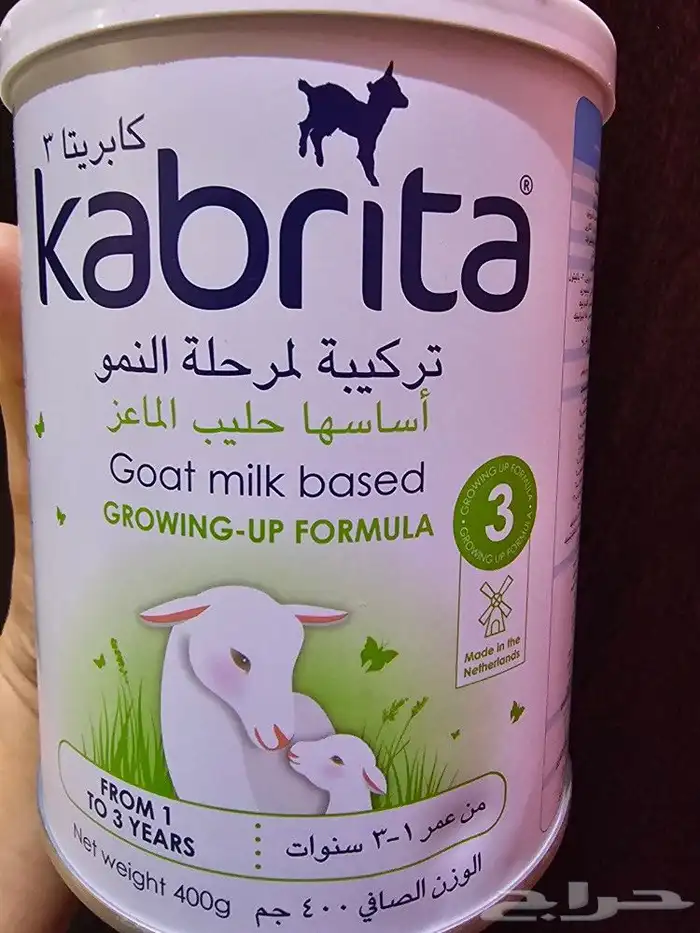 كابريتا ٣
kabrita®
تركيبة لمرحلة النمو
أساسها حليب الماعز
Goat milk based
GROWING-UP FORMULA
GROWING UP FORMULA • GROWING UP FORMULA •
3
Made in the
Netherlands
FROM 1
TO 3 YEARS
من عمر ١-٣ سنوات
Net weight 400g
الوزن الصافي ٤٠٠ جم
حراج